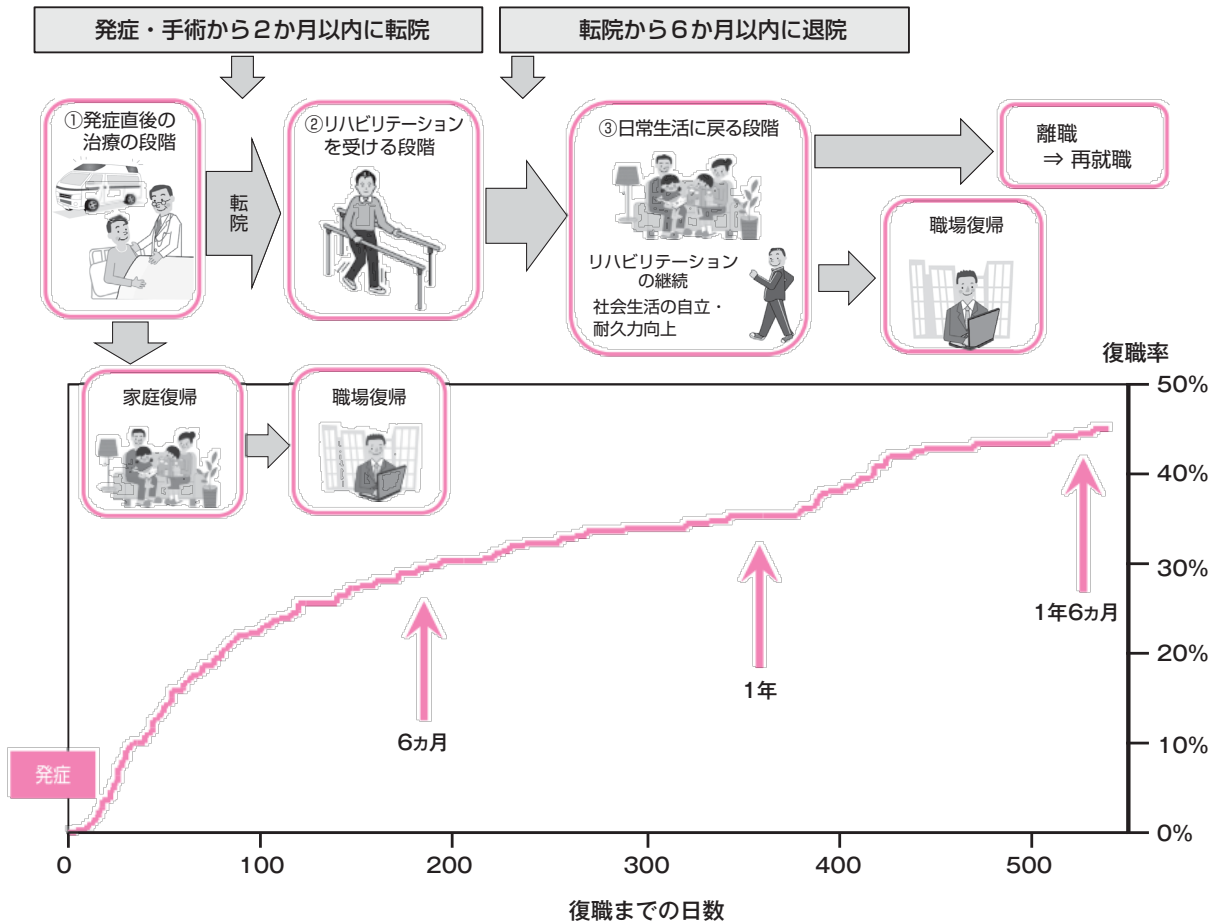 発症・手術から2か月以内に転院
転院から6か月以内に退院
①発症直後の
治療の段階
転
院
②リハビリテーション
を受ける段階
③日常生活に戻る段階
リハビリテーション
の継続
社会生活の自立・
耐久力向上
離職
⇒ 再就職
職場復帰
家庭復帰
職場復帰
復職率
50%
40%
30%
20%
10%
0%
6ヵ月
1年
1年6ヵ月
発症
0
100
200
300
400
500
復職までの日数